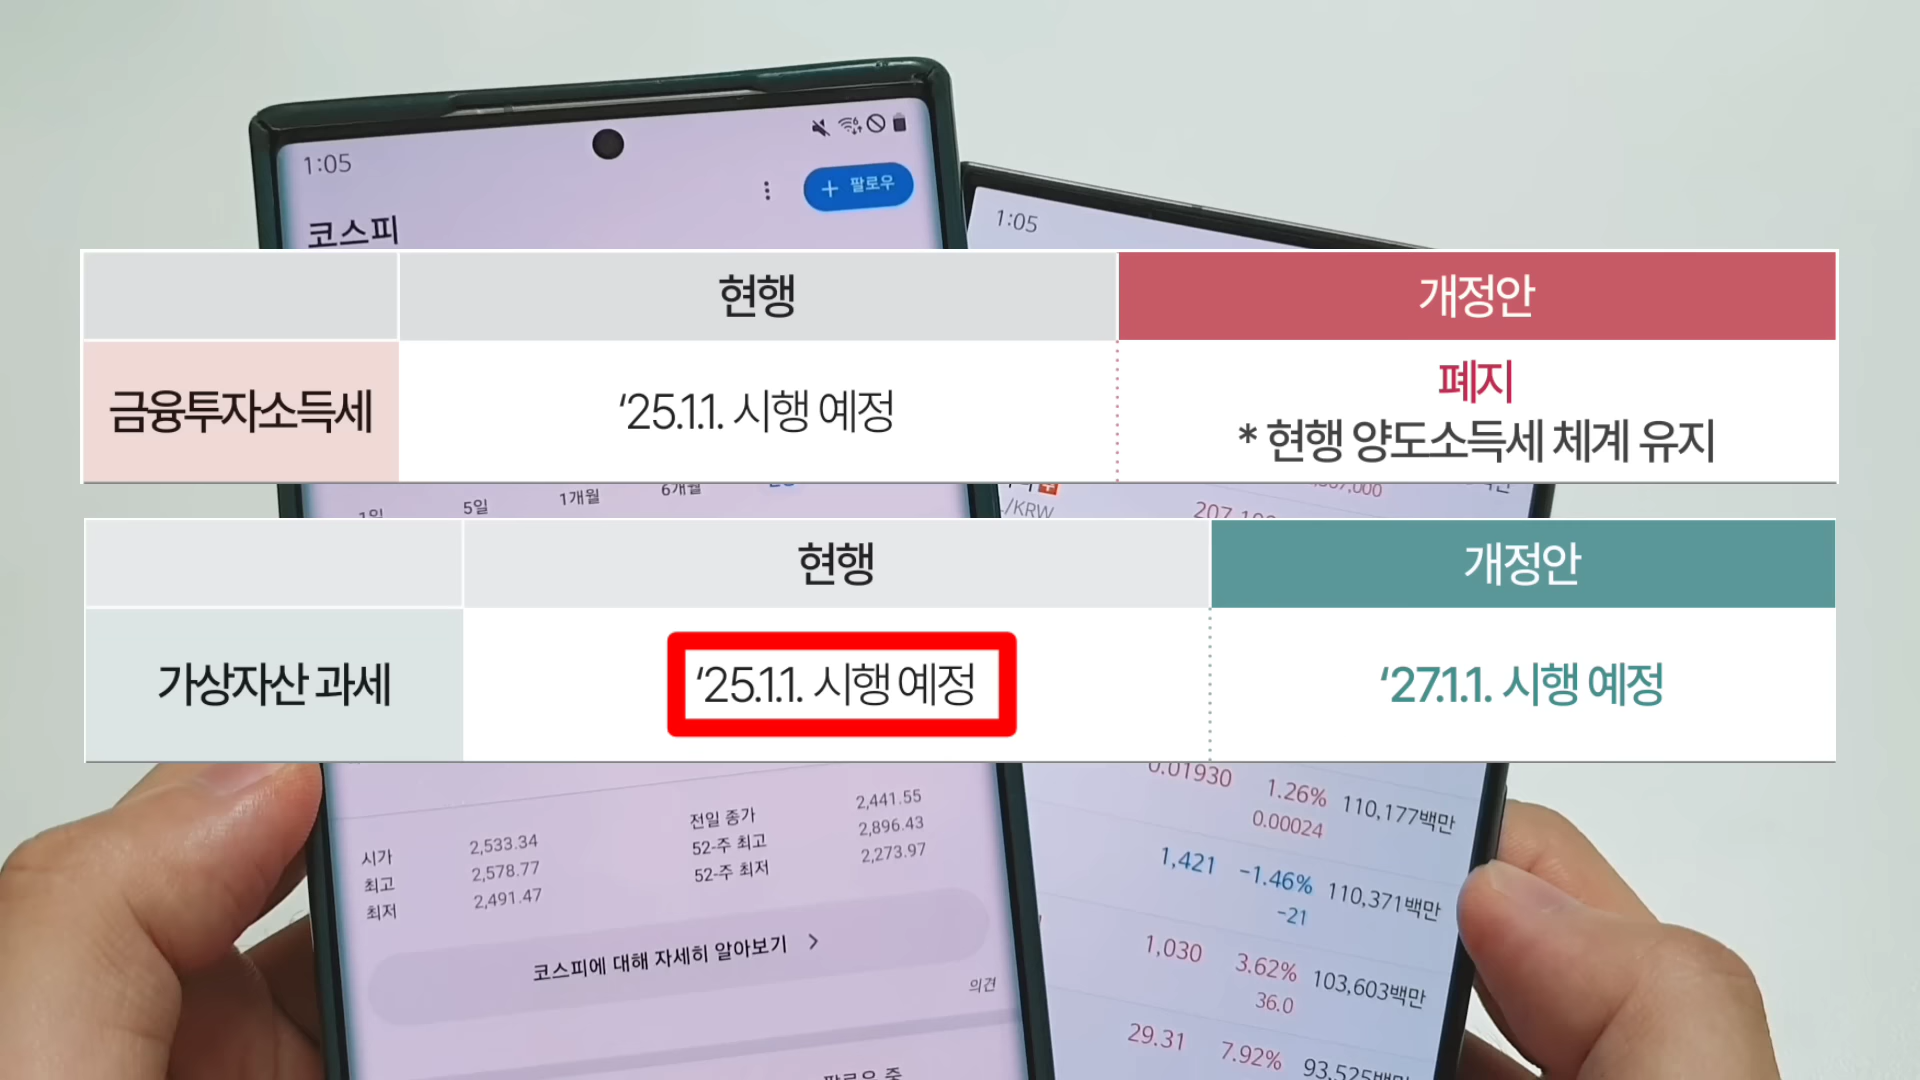 1:05
+ 팔로우
코스피
1:05
현행
개정안
금융투자소득세
'25.1.1. 시행 예정
폐지
* 현행 양도소득세 체계 유지
5일
1개월
6개월
/KRW
현행
개정안
가상자산 과세
'25.1.1. 시행 예정
'27.1.1. 시행 예정
시가 2,533.34
최고 2,578.77
최저 2,491.47
전일 종가 2,441.55
52-주 최고 2,896.43
52-주 최저 2,273.97
코스피에 대해 자세히 알아보기 >
의견
0.01930 1.26% 110,177백만
0.00024
1,421 -1.46% 110,371백만
-21
1,030 3.62% 103,603백만
36.0
29.31 7.92% 93,525백만